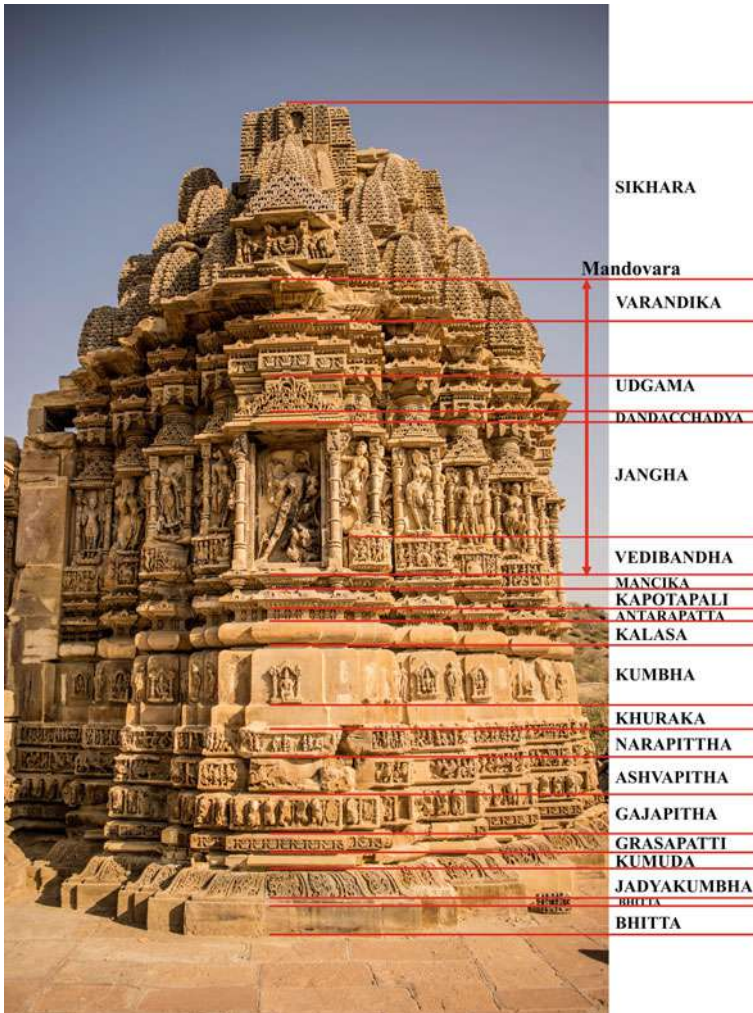 SIKHARA
Mandovara
VARANDIKA
UDGAMA
DANDACCHADYA
JANGHA
VEDIBANDHA
MANCIKA
KAPOTAPALI
ANTARAPATTA
KALASA
KUMBHA
KHURAKA
NARAPITTHA
ASHVAPITHA
GAJAPITHA
GRASAPATTI
KUMUDA
JADYAKUMBHA
BHITTA
BHITTA